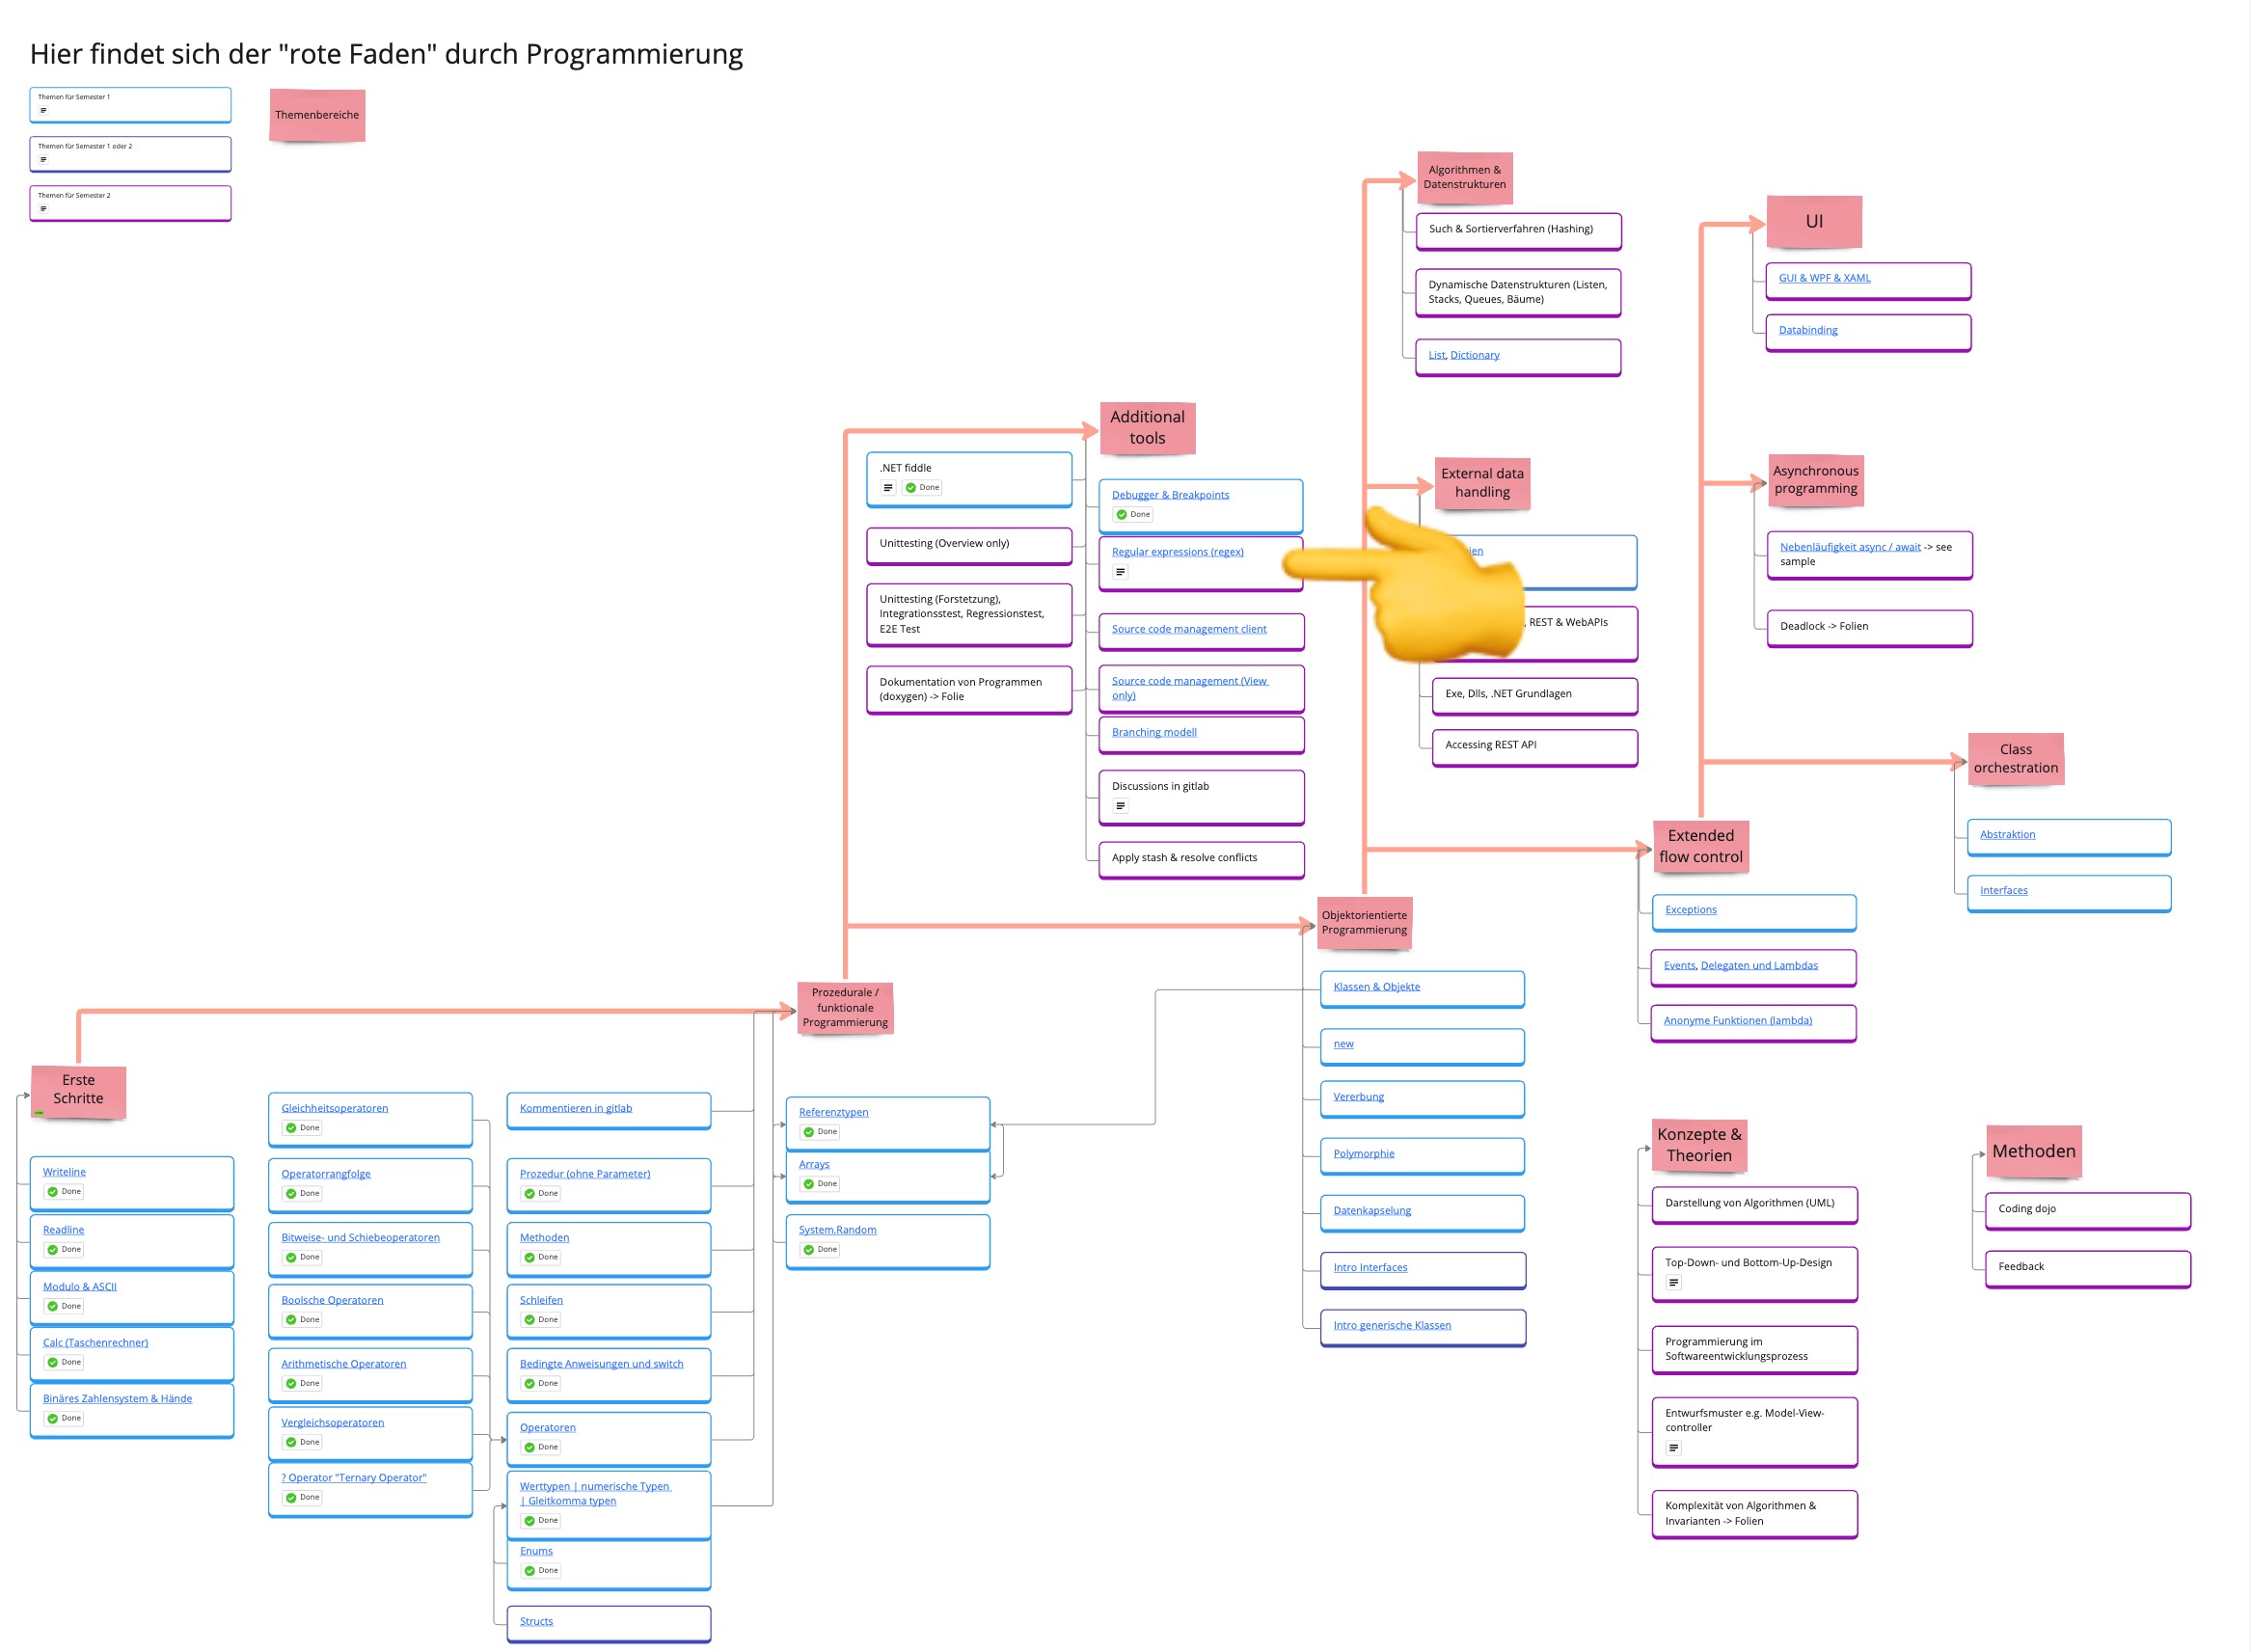 Hier findet sich der "rote Faden" durch Programmierung
Themen für Semester 1
Themen für Semester 1 oder 2
Themen für Semester 2
Themenbereiche
Algorithmen &
Datenstrukturen
Such & Sortierverfahren (Hashing)
Dynamische Datenstrukturen (Listen,
Stacks, Queues, Bäume)
List, Dictionary
UI
GUI & WPF & XAML
Databinding
Additional
tools
.NET fiddle
Done
Unittesting (Overview only)
Unittesting (Forstetzung),
Integrationsstest, Regressionstest,
E2E Test
Dokumentation von Programmen
(doxygen) -> Folie
Debugger & Breakpoints
Done
Regular expressions (regex)
Source code management client
Source code management (View
only)
Branching modell
Discussions in gitlab
Apply stash & resolve conflicts
External data
handling
REST & WebAPIs
Exe, Dlls, .NET Grundlagen
Accessing REST API
Asynchronous
programming
Nebenläufigkeit async / await -> see
sample
Deadlock -> Folien
Class
orchestration
Abstraktion
Interfaces
Extended
flow control
Exceptions
Events, Delegaten und Lambdas
Anonyme Funktionen (lambda)
Objektorientierte
Programmierung
Klassen & Objekte
new
Vererbung
Polymorphie
Datenkapselung
Intro Interfaces
Intro generische Klassen
Prozedurale /
funktionale
Programmierung
Erste
Schritte
Writeline
Done
Readline
Done
Modulo & ASCII
Done
Calc (Taschenrechner)
Done
Binäres Zahlensystem & Hände
Done
Gleichheitsoperatoren
Done
Operatorrangfolge
Done
Bitweise- und Schiebeoperatoren
Done
Boolsche Operatoren
Done
Arithmetische Operatoren
Done
Vergleichsoperatoren
Done
? Operator "Ternary Operator"
Done
Kommentieren in gitlab
Prozedur (ohne Parameter)
Done
Methoden
Done
Schleifen
Done
Bedingte Anweisungen und switch
Done
Operatoren
Done
Werttypen | numerische Typen
| Gleitkomma typen
Done
Enums
Done
Structs
Referenztypen
Done
Arrays
Done
System.Random
Done
Konzepte &
Theorien
Darstellung von Algorithmen (UML)
Top-Down- und Bottom-Up-Design
Programmierung im
Softwareentwicklungsprozess
Entwurfsmuster e.g. Model-View-
controller
Komplexität von Algorithmen &
Invarianten -> Folien
Methoden
Coding dojo
Feedback